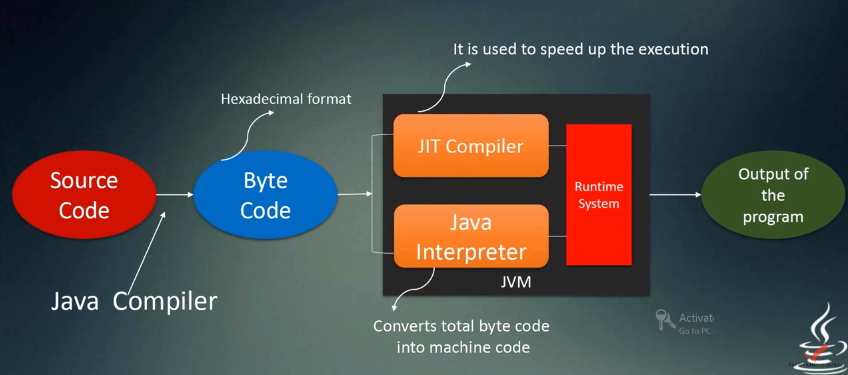 It is used to speed up the execution
Hexadecimal format
JIT Compiler
Source
Code
Byte
Code
Runtime
System
Output of
the
program
Java
Interpreter
JVM
Java Compiler
Converts total byte code
into machine code
Activat
Go to PC